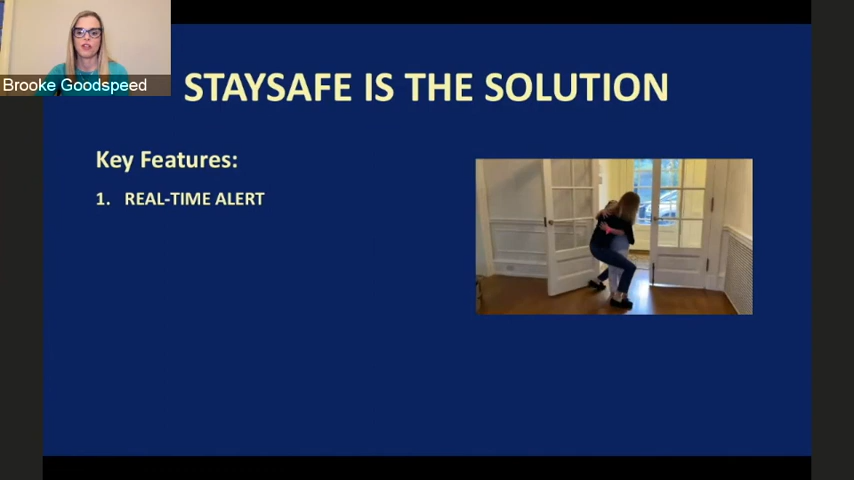 Brooke Goodspeed
STAYSAFE IS THE SOLUTION
Key Features:
1. REAL-TIME ALERT